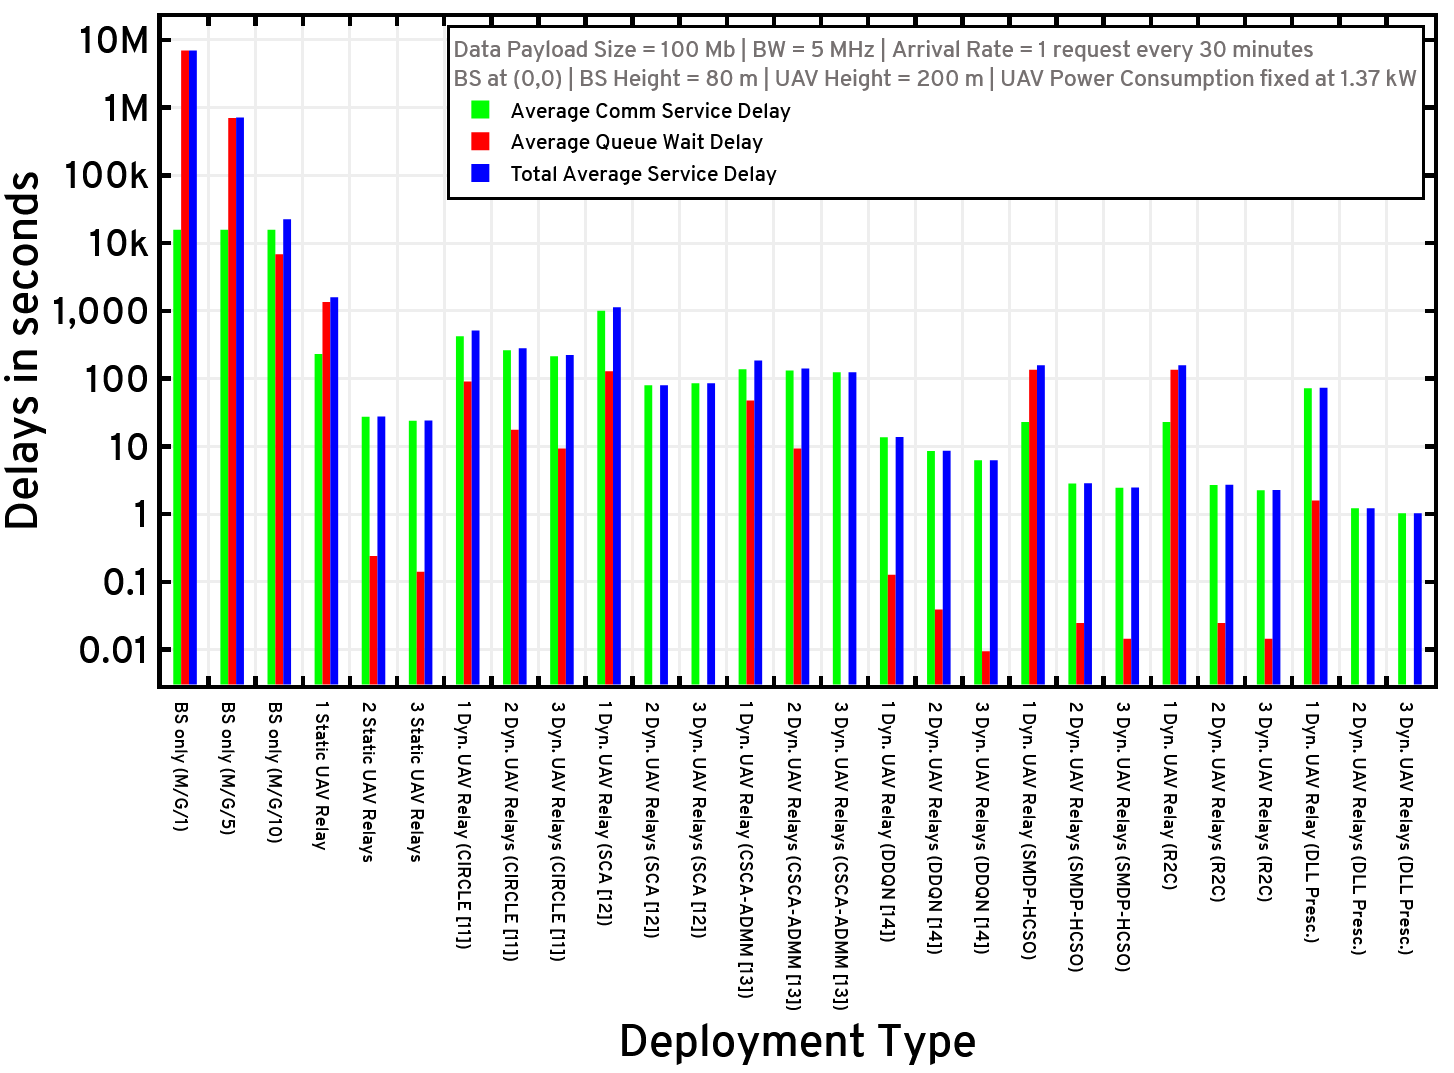 Data Payload Size = 100 Mb | BW = 5 MHz | Arrival Rate = 1 request every 30 minutes
BS at (0,0) | BS Height = 80 m | UAV Height = 200 m | UAV Power Consumption fixed at 1.37 kW
Average Comm Service Delay
Average Queue Wait Delay
Total Average Service Delay
Delays in seconds
10M
1M
100k
10k
1,000
100
10
1
0.1
0.01
BS only (M/G/1)
BS only (M/G/5)
BS only (M/G/10)
1 Static UAV Relay
2 Static UAV Relays
3 Static UAV Relays
1 Dyn. UAV Relay (CIRCLE [11])
2 Dyn. UAV Relays (CIRCLE [11])
3 Dyn. UAV Relays (CIRCLE [11])
1 Dyn. UAV Relay (SCA [12])
2 Dyn. UAV Relays (SCA [12])
3 Dyn. UAV Relays (SCA [12])
1 Dyn. UAV Relay (CSCA-ADMM [13])
2 Dyn. UAV Relays (CSCA-ADMM [13])
3 Dyn. UAV Relays (CSCA-ADMM [13])
1 Dyn. UAV Relay (DDQN [14])
2 Dyn. UAV Relays (DDQN [14])
3 Dyn. UAV Relays (DDQN [14])
1 Dyn. UAV Relay (SMDP-HCSO)
2 Dyn. UAV Relays (SMDP-HCSO)
3 Dyn. UAV Relays (SMDP-HCSO)
1 Dyn. UAV Relay (R2C)
2 Dyn. UAV Relays (R2C)
3 Dyn. UAV Relays (R2C)
1 Dyn. UAV Relay (DLL Presc.)
2 Dyn. UAV Relays (DLL Presc.)
3 Dyn. UAV Relays (DLL Presc.)
Deployment Type